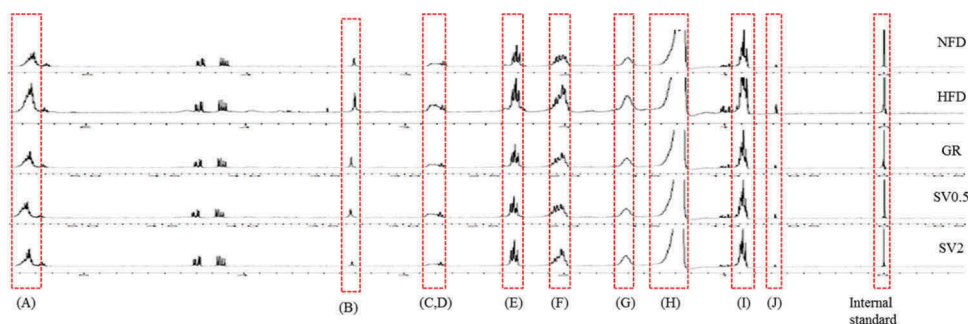 NFD
HFD
GR
SV0.5
SV2
(A)
(B)
(C,D)
(E)
(F)
(G)
(H)
(I)
(J)
Internal
standard